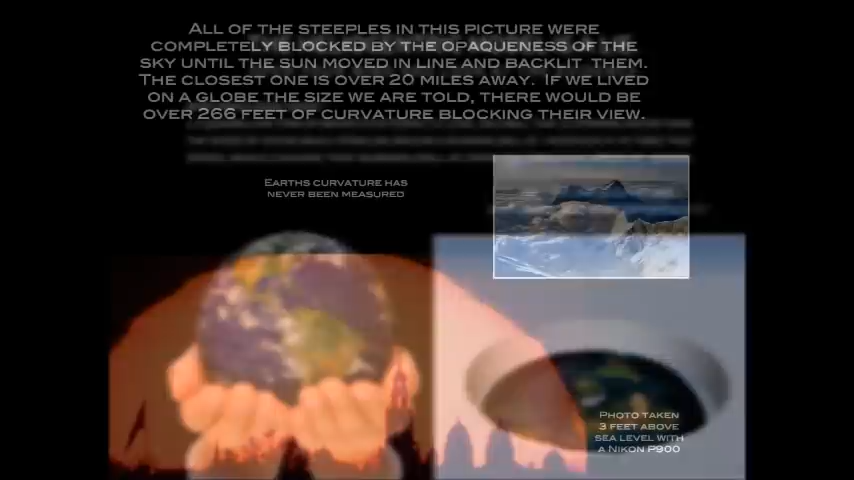 ALL OF THE STEEPLES IN THIS PICTURE WERE
COMPLETELY BLOCKED BY THE OPAQUENESS OF THE
SKY UNTIL THE SUN MOVED IN LINE AND BACKLIT THEM.
THE CLOSEST ONE IS OVER 20 MILES AWAY. IF WE LIVED
ON A GLOBE THE SIZE WE ARE TOLD, THERE WOULD BE
OVER 266 FEET OF CURVATURE BLOCKING THEIR VIEW.
EARTHS CURVATURE HAS
NEVER BEEN MEASURED
PHOTO TAKEN
3 FEET ABOVE
SEA LEVEL WITH
A NIKON P900